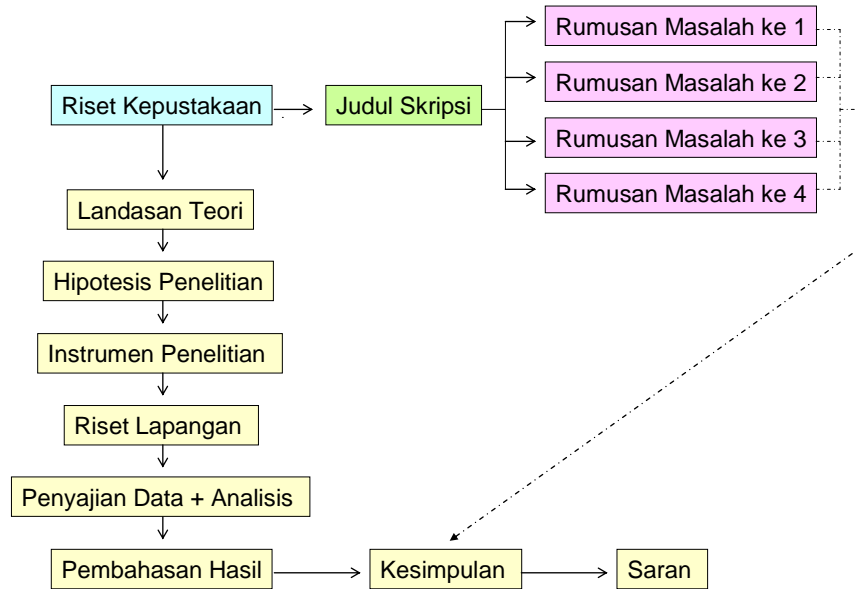 Rumusan Masalah ke 1
Rumusan Masalah ke 2
Riset Kepustakaan
Judul Skripsi
Rumusan Masalah ke 3
Rumusan Masalah ke 4
Landasan Teori
Hipotesis Penelitian
Instrumen Penelitian
Riset Lapangan
Penyajian Data + Analisis
Pembahasan Hasil
Kesimpulan
Saran